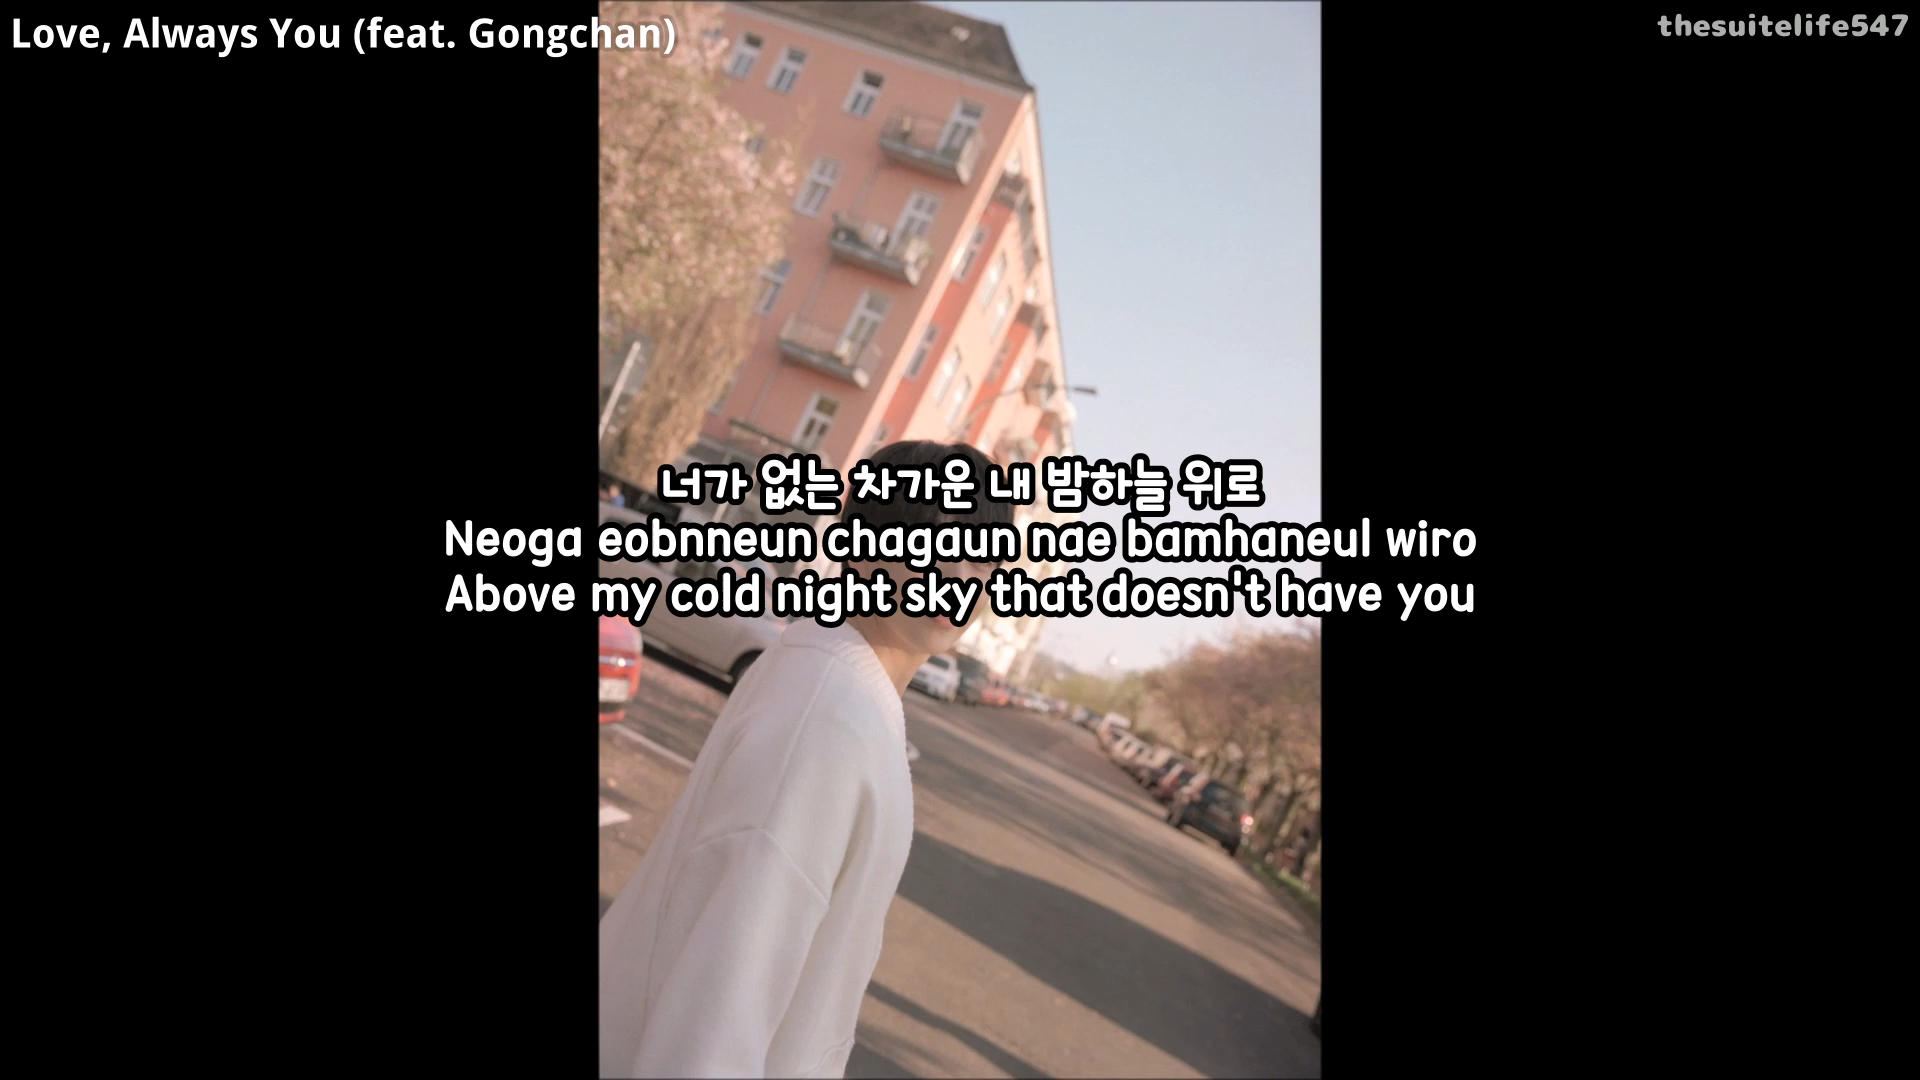 Love, Always You (feat. Gongchan)
thesuitelife547
너가 없는 차가운 내 밤하늘 위로
Neoga eobnneun chagaun nae bamhaneul wiro
Above my cold night sky that doesn't have you